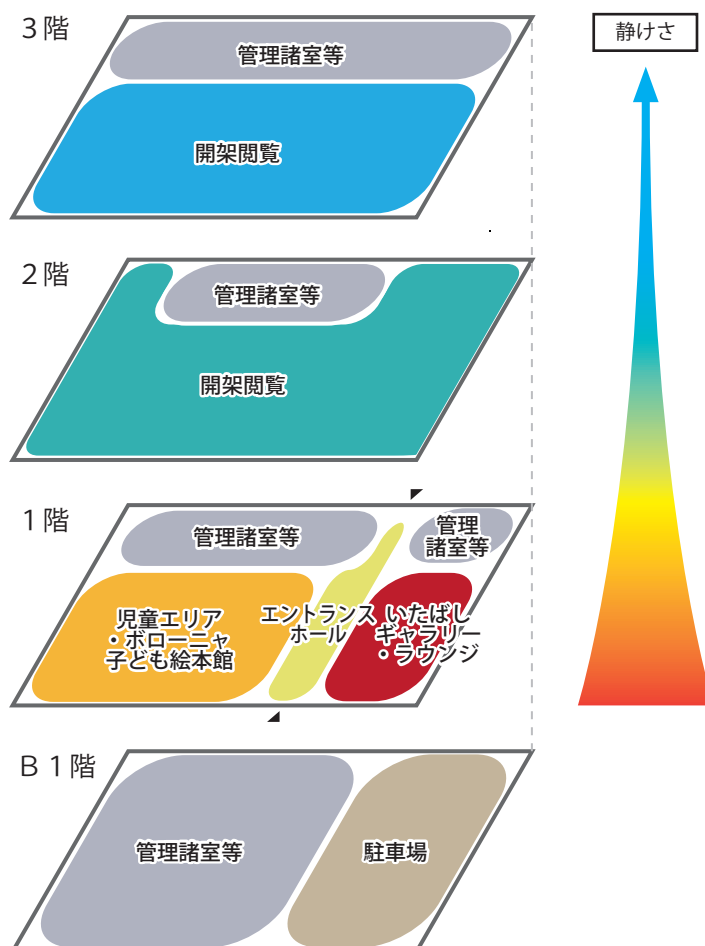 3階
静けさ
管理諸室等
開架閲覧
2階
管理諸室等
開架閲覧
1階
管理諸室等
管理
諸室等
児童エリア
・ボローニャ
子ども絵本館
エントランス
ホール
いたばし
ギャラリー
・ラウンジ
B1階
管理諸室等
駐車場